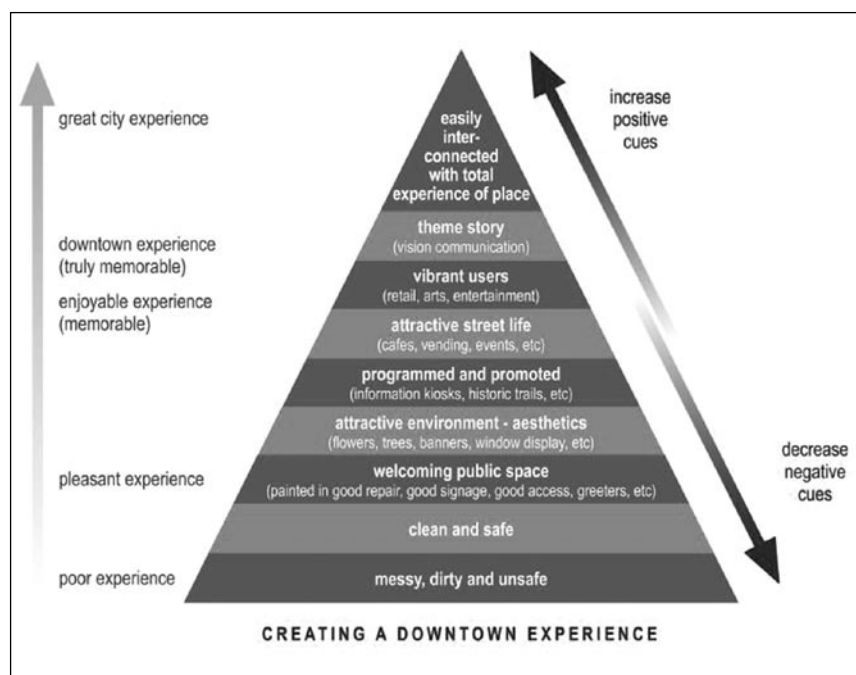 great city experience
downtown experience
(truly memorable)
enjoyable experience
(memorable)
pleasant experience
poor experience
easily
inter-
connected
with total
experience of place
theme story
(vision communication)
vibrant users
(retail, arts, entertainment)
attractive street life
(cafes, vending, events, etc)
programmed and promoted
(information kiosks, historic trails, etc)
attractive environment - aesthetics
(flowers, trees, banners, window display, etc)
welcoming public space
(painted in good repair, good signage, good access, greeters, etc)
clean and safe
messy, dirty and unsafe
increase
positive
cues
decrease
negative
cues
CREATING A DOWNTOWN EXPERIENCE